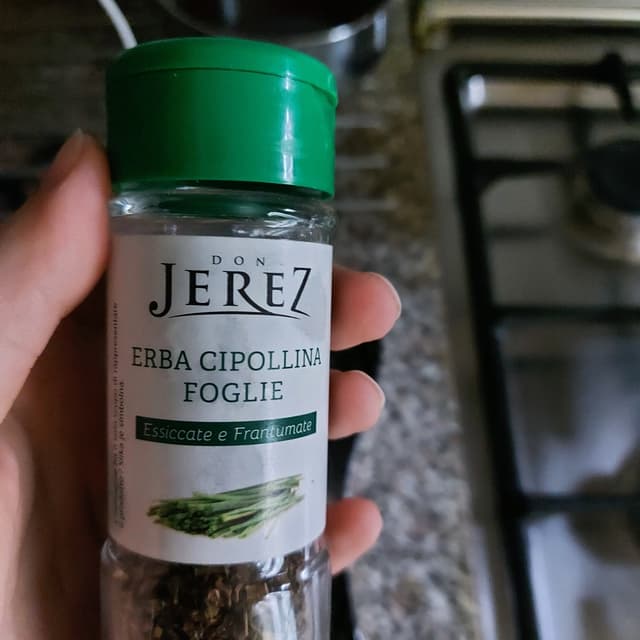 DON
JEREZ
ERBA CIPOLLINA
FOGLIE
Essiccate e Frantumate